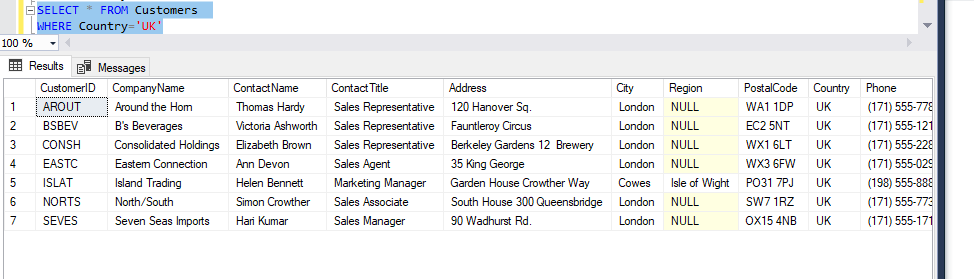 SELECT * FROM Customers
WHERE Country='UK'
100 %
Results Messages
CustomerID CompanyName ContactName ContactTitle Address City Region PostalCode Country Phone
1 AROUT Around the Horn Thomas Hardy Sales Representative 120 Hanover Sq. London NULL WA1 1DP UK (171) 555-778
2 BSBEV B's Beverages Victoria Ashworth Sales Representative Fauntleroy Circus London NULL EC2 5NT UK (171) 555-121
3 CONSH Consolidated Holdings Elizabeth Brown Sales Representative Berkeley Gardens 12 Brewery London NULL WX1 6LT UK (171) 555-228
4 EASTC Eastern Connection Ann Devon Sales Agent 35 King George London NULL WX3 6FW UK (171) 555-029
5 ISLAT Island Trading Helen Bennett Marketing Manager Garden House Crowther Way Cowes Isle of Wight PO31 7PJ UK (198) 555-888
6 NORTS North/South Simon Crowther Sales Associate South House 300 Queensbridge London NULL SW7 1RZ UK (171) 555-773
7 SEVES Seven Seas Imports Hari Kumar Sales Manager 90 Wadhurst Rd. London NULL OX15 4NB UK (171) 555-171